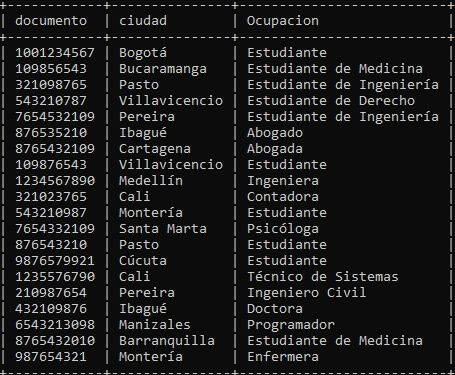 documento | ciudad | Ocupacion
1001234567 | Bogotá | Estudiante
109856543 | Bucaramanga | Estudiante de Medicina
321098765 | Pasto | Estudiante de Ingeniería
543210787 | Villavicencio | Estudiante de Derecho
7654532109 | Pereira | Estudiante de Ingeniería
876535210 | Ibagué | Abogado
8765432109 | Cartagena | Abogada
109876543 | Villavicencio | Estudiante
1234567890 | Medellín | Ingeniera
321023765 | Cali | Contadora
543210987 | Montería | Estudiante
7654332109 | Santa Marta | Psicóloga
876543210 | Pasto | Estudiante
9876579921 | Cúcuta | Estudiante
1235576790 | Cali | Técnico de Sistemas
210987654 | Pereira | Ingeniero Civil
432109876 | Ibagué | Doctora
6543213098 | Manizales | Programador
8765432010 | Barranquilla | Estudiante de Medicina
987654321 | Montería | Enfermera